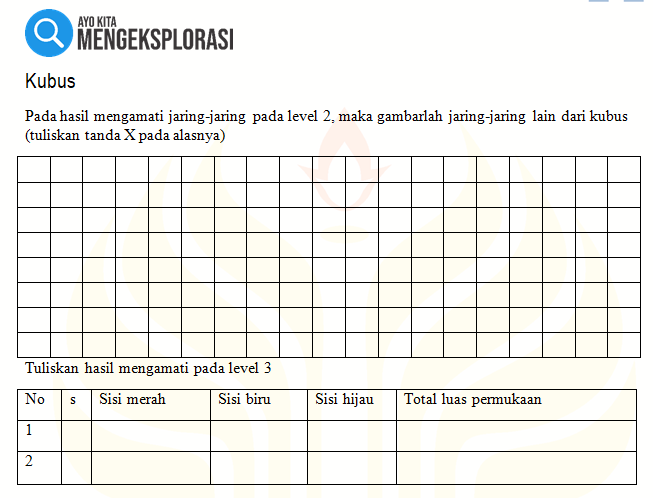 AYO KITA
MENGEKSPLORASI
Kubus
Pada hasil mengamati jaring-jaring pada level 2, maka gambarlah jaring-jaring lain dari kubus
(tuliskan tanda X pada alasnya)
Tuliskan hasil mengamati pada level 3
No s Sisi merah Sisi biru Sisi hijau Total luas permukaan
1
2